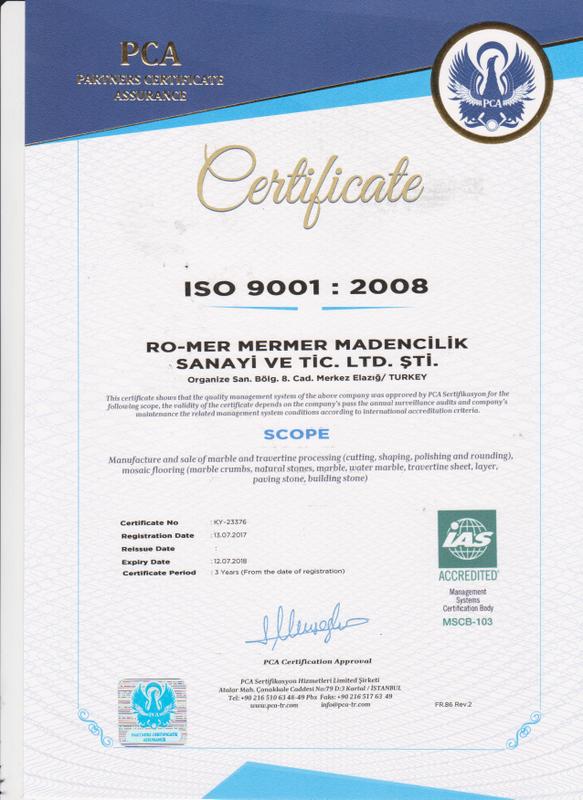 PCA
PARTNERS CERTIFICATE
ASSURANCE
PCA
Certificate
ISO 9001 : 2008
RO-MER MERMER MADENCİLİK
SANAYİ VE TİC. LTD. ŞTİ.
Organize San. Bölg. 8. Cad. Merkez Elazığ/ TURKEY
This certificate shows that the quality management system of the above company was approved by PCA Sertifikasyon for the
following scope, the validity of the certificate depends on the company's pass the annual surveillance audits and company's
maintenance the related management system conditions according to international accreditation criteria.
SCOPE
Manufacture and sale of marble and travertine processing (cutting, shaping, polishing and rounding),
mosaic flooring (marble crumbs, natural stones, marble, water marble, travertine sheet, layer,
paving stone, building stone)
Certificate No : KY-23376
Registration Date : 13.07.2017
Reissue Date :
Expiry Date : 12.07.2018
Certificate Period : 3 Years (From the date of registration)
iAS
ACCREDITED
Management
Systems
Certification Body
MSCB-103
PCA Certification Approval
PCA Sertifikasyon Hizmetleri Limited Şirketi
Atalar Mah. Çanakkale Caddesi No:79 D:3 Kartal / İSTANBUL
Tel: +90 216 510 63 48-49 Pbx Faks: +90 216 517 63 48
www.pca-tr.com info@pca-tr.com
FR.86 Rev.2
PCA
PARTNERS CERTIFICATE
ASSURANCE